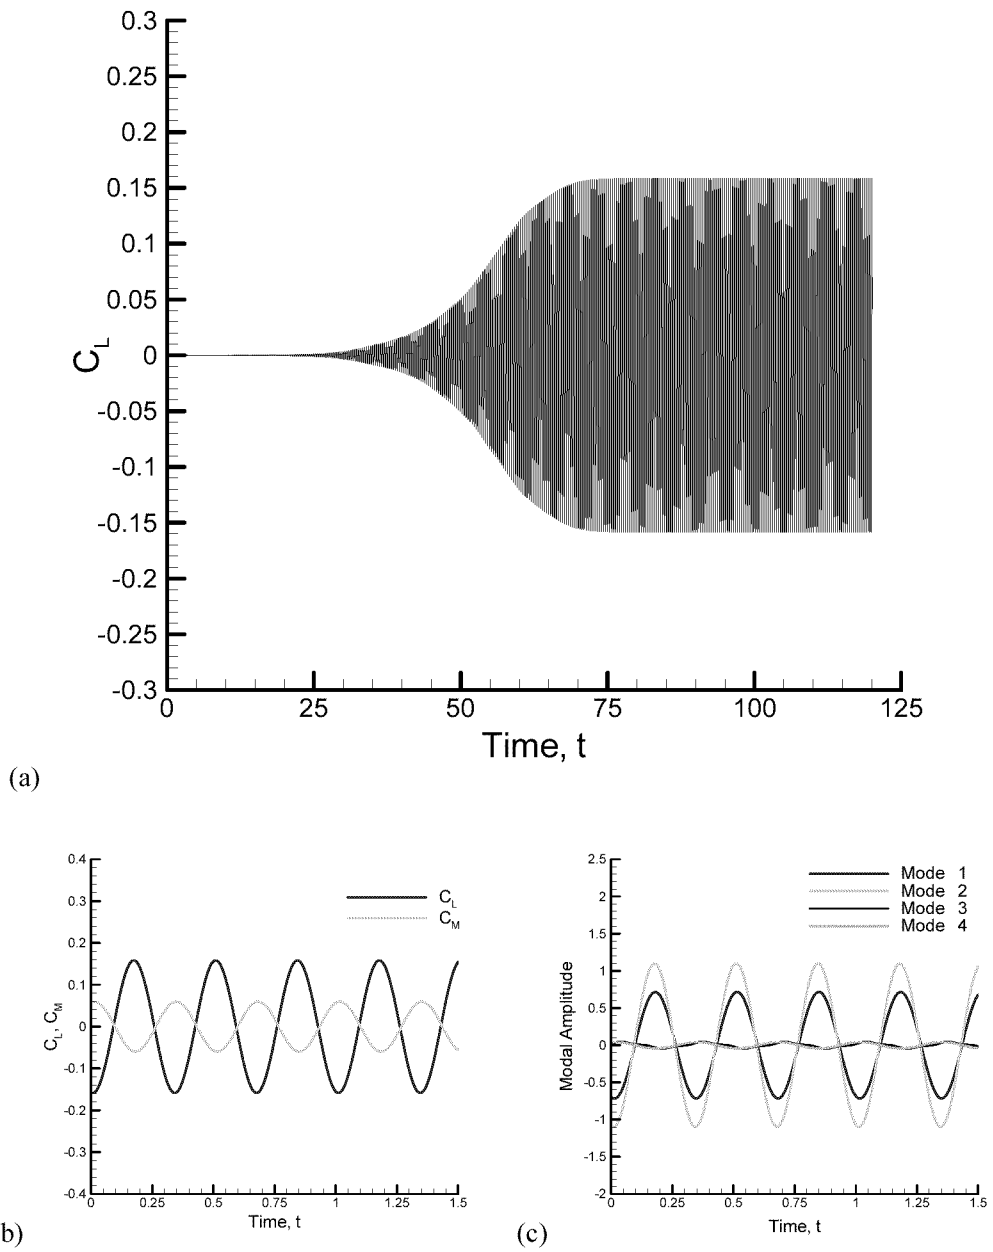 0.3
0.25
0.2
0.15
0.1
0.05
0
-0.05
-0.1
-0.15
-0.2
-0.25
-0.3
C_L
0 25 50 75 100 125
Time, t
(a)
0.4
0.3
0.2
0.1
0
-0.1
-0.2
-0.3
-0.4
C_L, C_M
C_L
C_M
0 0.25 0.5 0.75 1 1.25 1.5
Time, t
b)
2.5
2
1.5
1
0.5
0
-0.5
-1
-1.5
-2
Modal Amplitude
Mode 1
Mode 2
Mode 3
Mode 4
0 0.25 0.5 0.75 1 1.25 1.5
Time, t
(c)